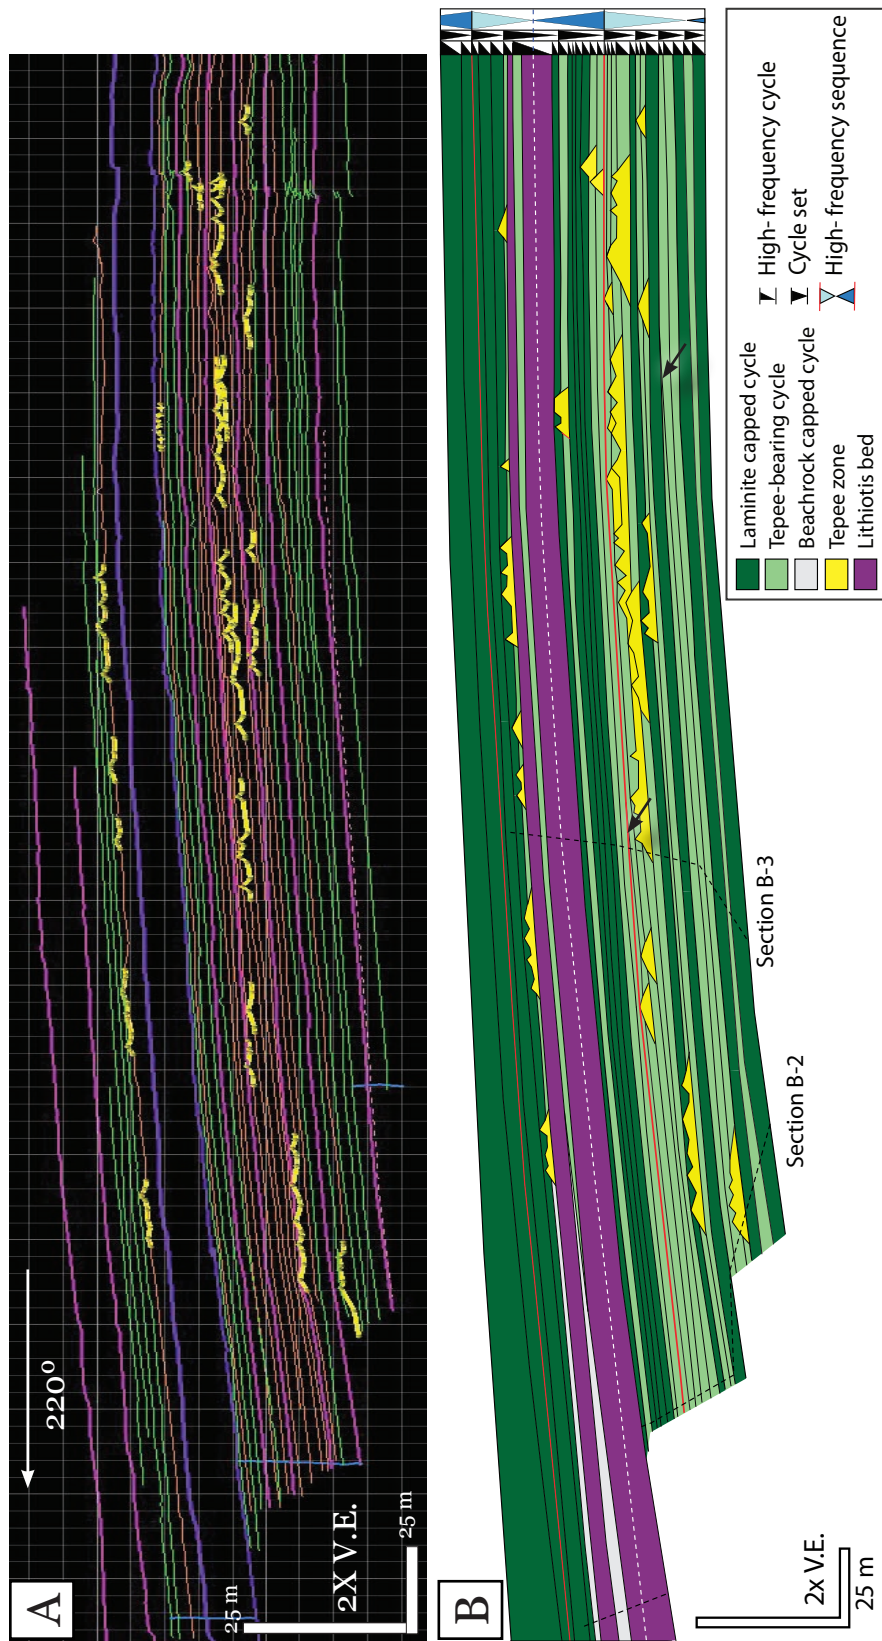 A
220⁰
25 m
2X V.E.
25 m
B
2x V.E.
25 m
Section B-2
Section B-3
Laminite capped cycle
Tepee-bearing cycle
Beachrock capped cycle
Tepee zone
Lithiotis bed
High- frequency cycle
Cycle set
High-frequency sequence